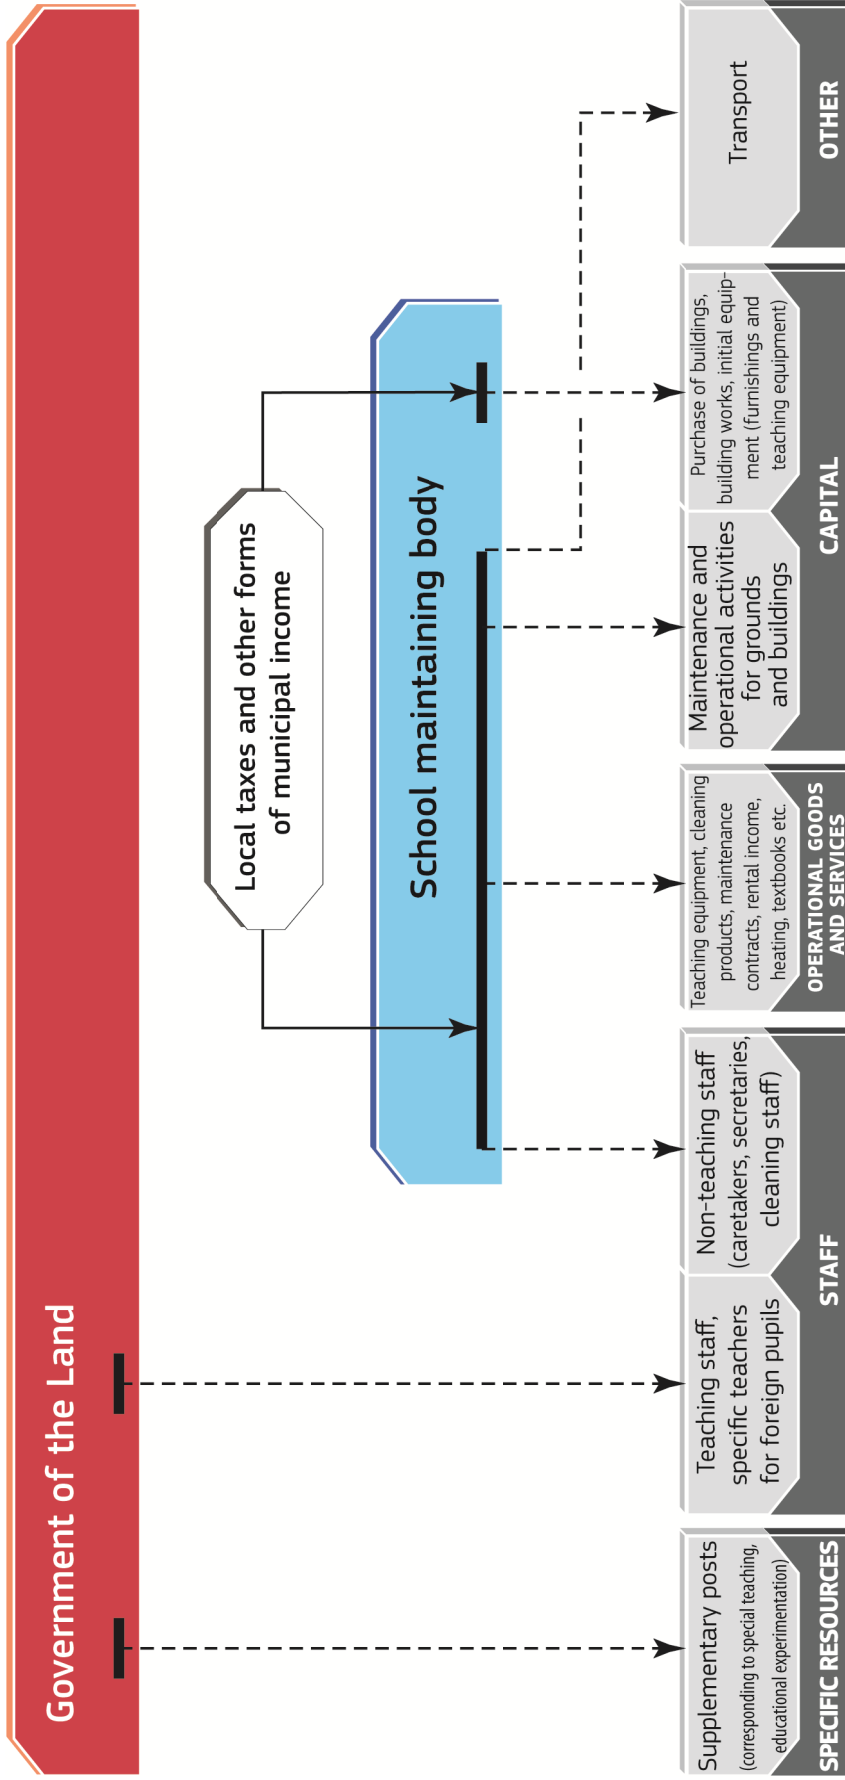 Government of the Land
Local taxes and other forms
of municipal income
School maintaining body
Supplementary posts
(corresponding to special teaching,
educational experimentation)
SPECIFIC RESOURCES
Teaching staff,
specific teachers
for foreign pupils
Non-teaching staff
(caretakers, secretaries,
cleaning staff)
STAFF
Teaching equipment, cleaning
products, maintenance
contracts, rental income,
heating, textbooks etc.
OPERATIONAL GOODS
AND SERVICES
Maintenance and
operational activities
for grounds
and buildings
Purchase of buildings,
building works, initial equip-
ment (furnishings and
teaching equipment)
CAPITAL
Transport
OTHER